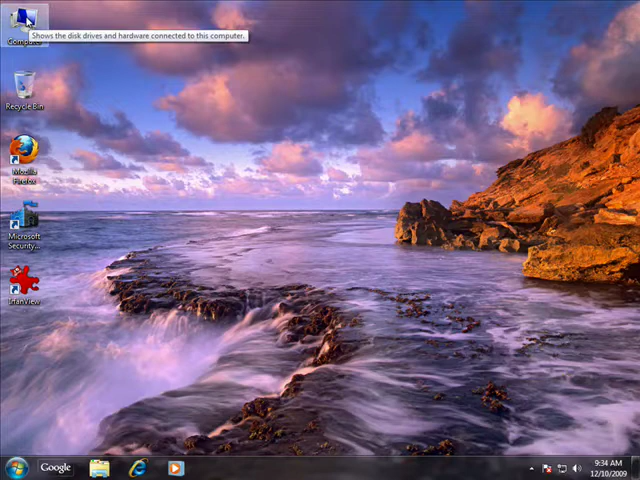 Computer
Shows the disk drives and hardware connected to this computer.
Recycle Bin
Mozilla
Firefox
Microsoft
Security...
IrfanView
Google
9:34 AM
12/10/2009